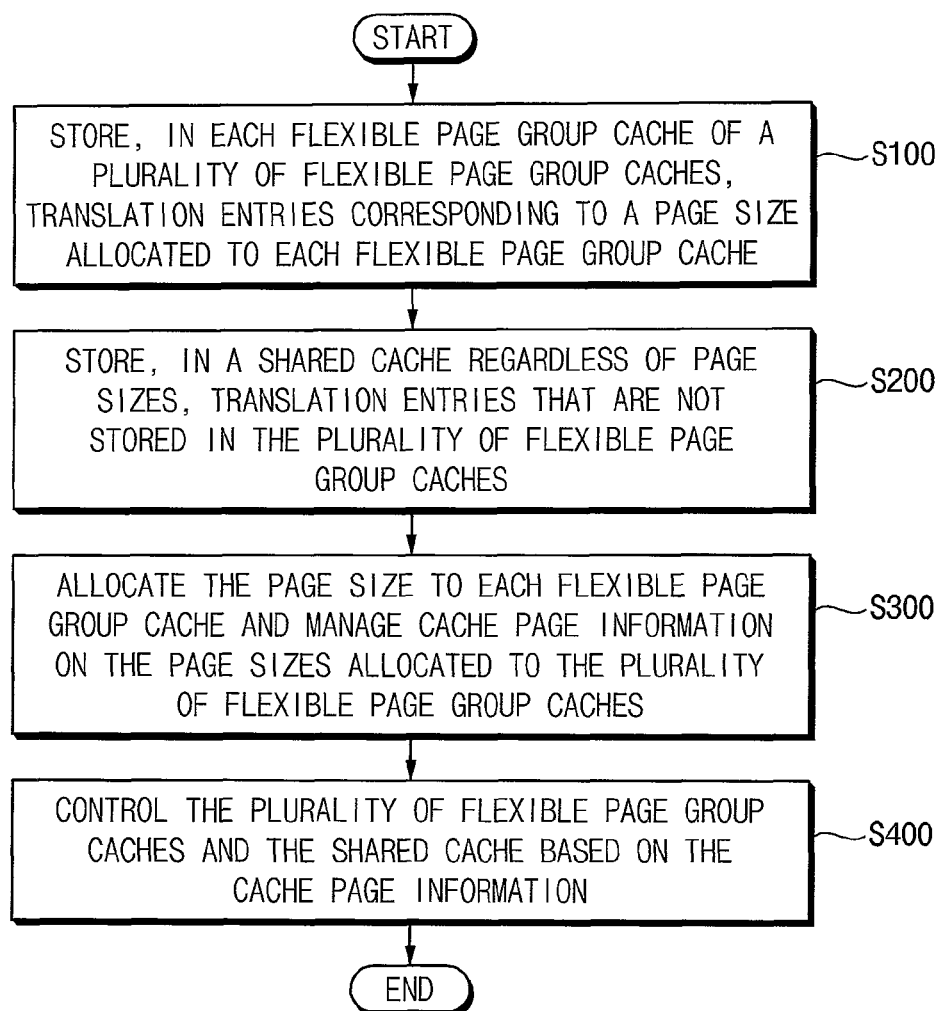 START
STORE, IN EACH FLEXIBLE PAGE GROUP CACHE OF A
PLURALITY OF FLEXIBLE PAGE GROUP CACHES,
TRANSLATION ENTRIES CORRESPONDING TO A PAGE SIZE
ALLOCATED TO EACH FLEXIBLE PAGE GROUP CACHE
S100
STORE, IN A SHARED CACHE REGARDLESS OF PAGE
SIZES, TRANSLATION ENTRIES THAT ARE NOT
STORED IN THE PLURALITY OF FLEXIBLE PAGE
GROUP CACHES
S200
ALLOCATE THE PAGE SIZE TO EACH FLEXIBLE PAGE
GROUP CACHE AND MANAGE CACHE PAGE INFORMATION
ON THE PAGE SIZES ALLOCATED TO THE PLURALITY
OF FLEXIBLE PAGE GROUP CACHES
S300
CONTROL THE PLURALITY OF FLEXIBLE PAGE GROUP
CACHES AND THE SHARED CACHE BASED ON THE
CACHE PAGE INFORMATION
S400
END